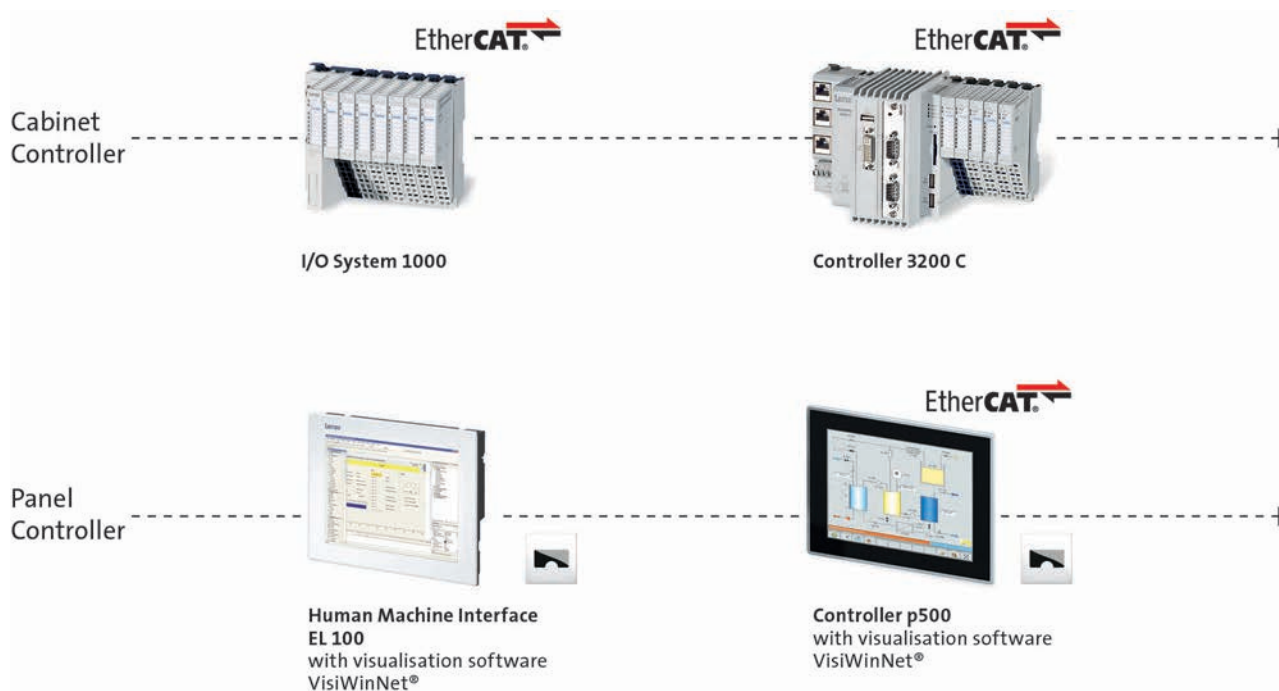 EtherCAT®
EtherCAT®
Cabinet
Controller
I/O System 1000
Controller 3200 C
EtherCAT®
Panel
Controller
Human Machine Interface
EL 100
with visualisation software
VisiWinNet®
Controller p500
with visualisation software
VisiWinNet®